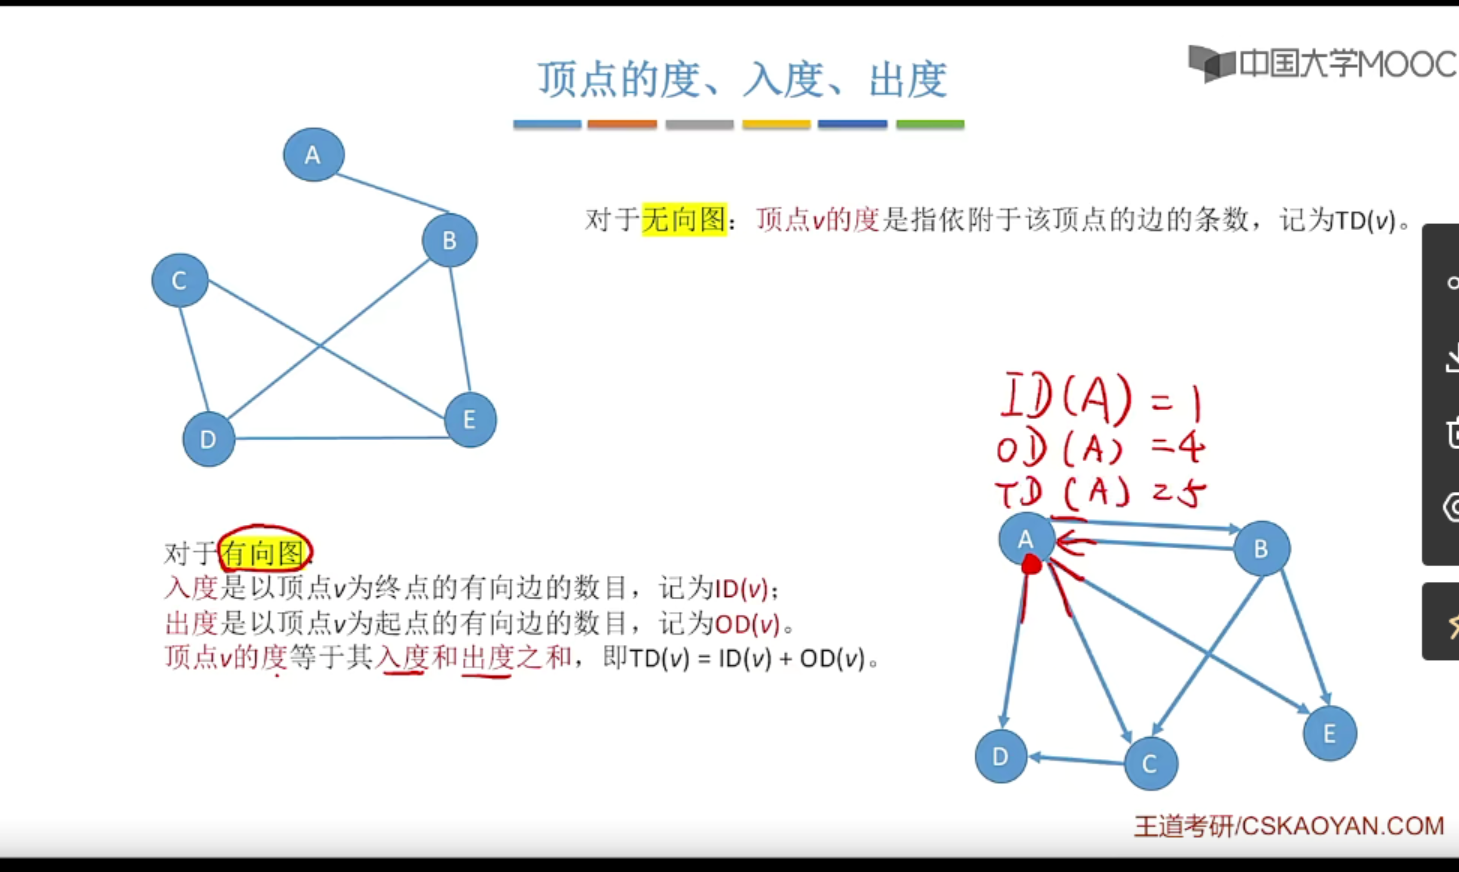 顶点的度、入度、出度
中国大学MOOC
A
B
C
D
E
对于无向图：顶点v的度是指依附于该顶点的边的条数，记为TD(v)。
ID(A) = 1
OD(A) = 4
TD(A) = 5
A
B
C
D
E
对于有向图：
入度是以顶点v为终点的有向边的数目，记为ID(v)；
出度是以顶点v为起点的有向边的数目，记为OD(v)。
顶点v的度等于其入度和出度之和，即TD(v) = ID(v) + OD(v)。
王道考研/CSKAOYAN.COM